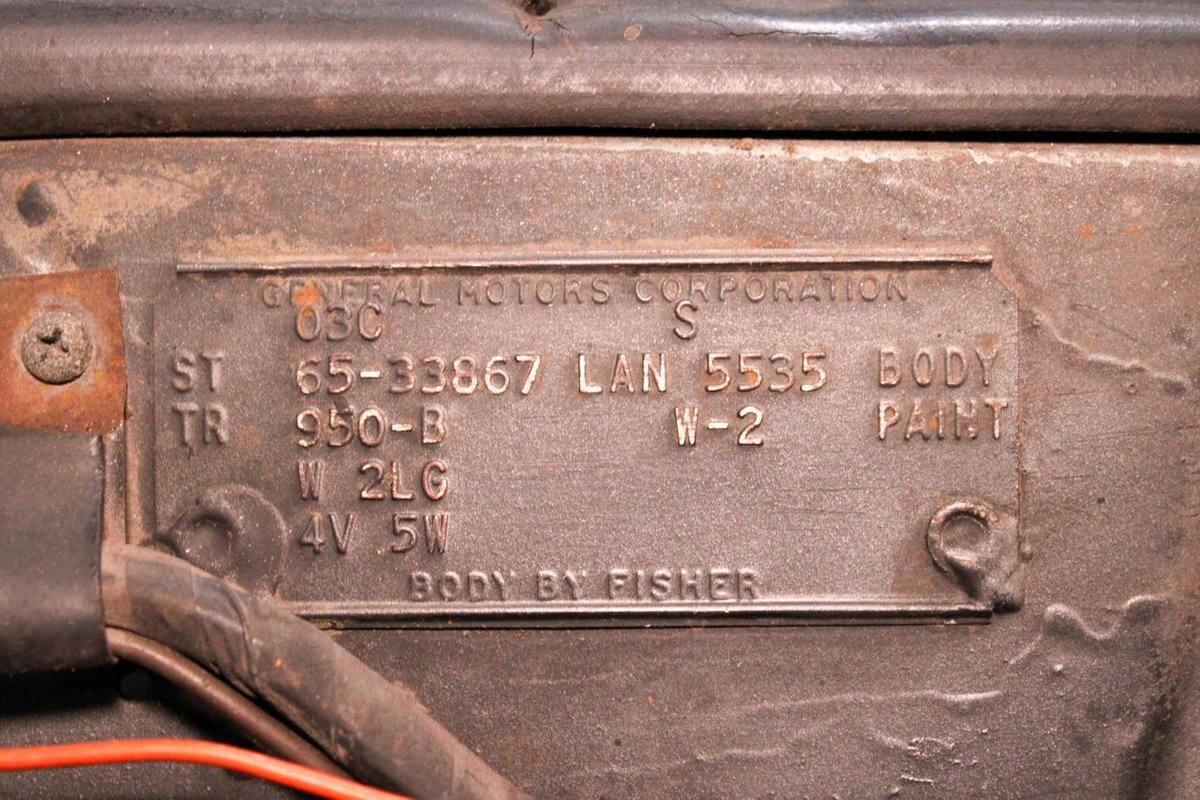 GENERAL MOTORS CORPORATION
03C S
ST 65-33867 LAN 5535 BODY
TR 950-B W-2 PAINT
W 2LG
4V 5W
BODY BY FISHER